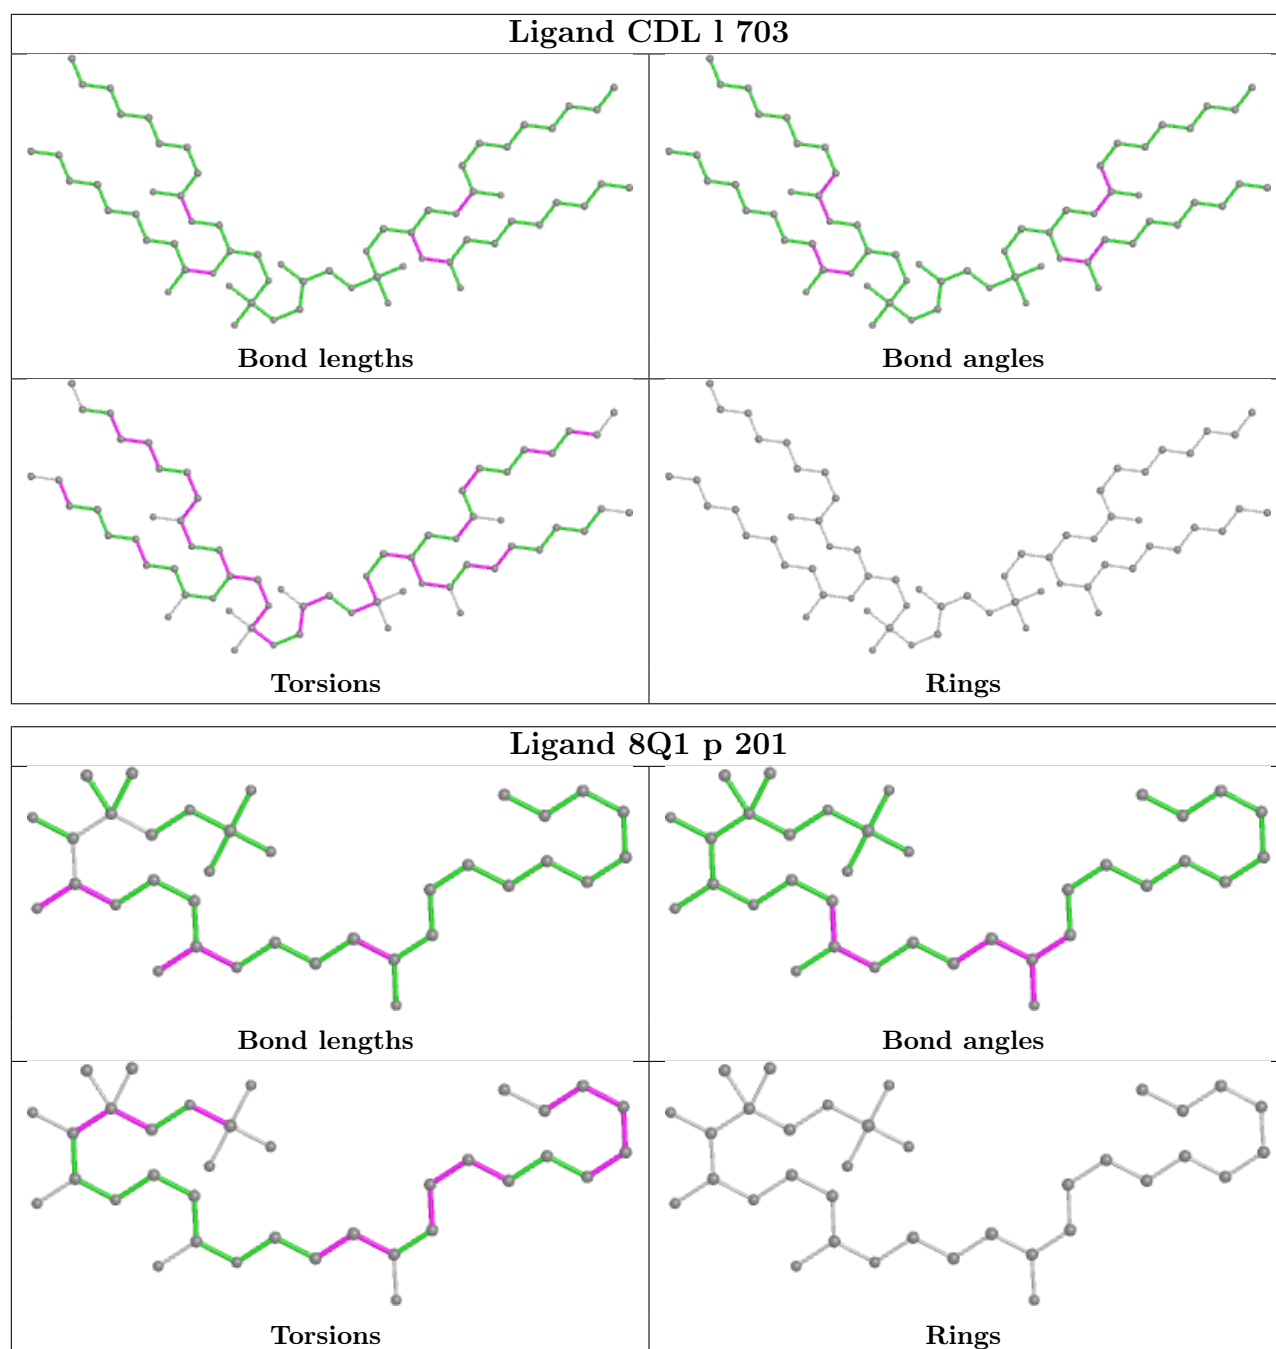 Ligand CDL l 703
Bond lengths
Bond angles
Torsions
Rings
Ligand 8Q1 p 201
Bond lengths
Bond angles
Torsions
Rings